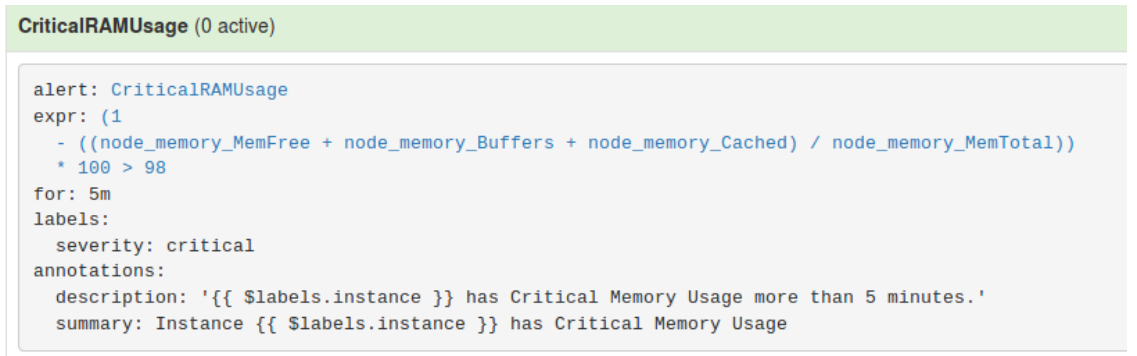 CriticalRAMUsage (0 active)
alert: CriticalRAMUsage
expr: (1
  - ((node_memory_MemFree + node_memory_Buffers + node_memory_Cached) / node_memory_MemTotal))
  * 100 > 98
for: 5m
labels:
  severity: critical
annotations:
  description: '{{ $labels.instance }} has Critical Memory Usage more than 5 minutes.'
  summary: Instance {{ $labels.instance }} has Critical Memory Usage